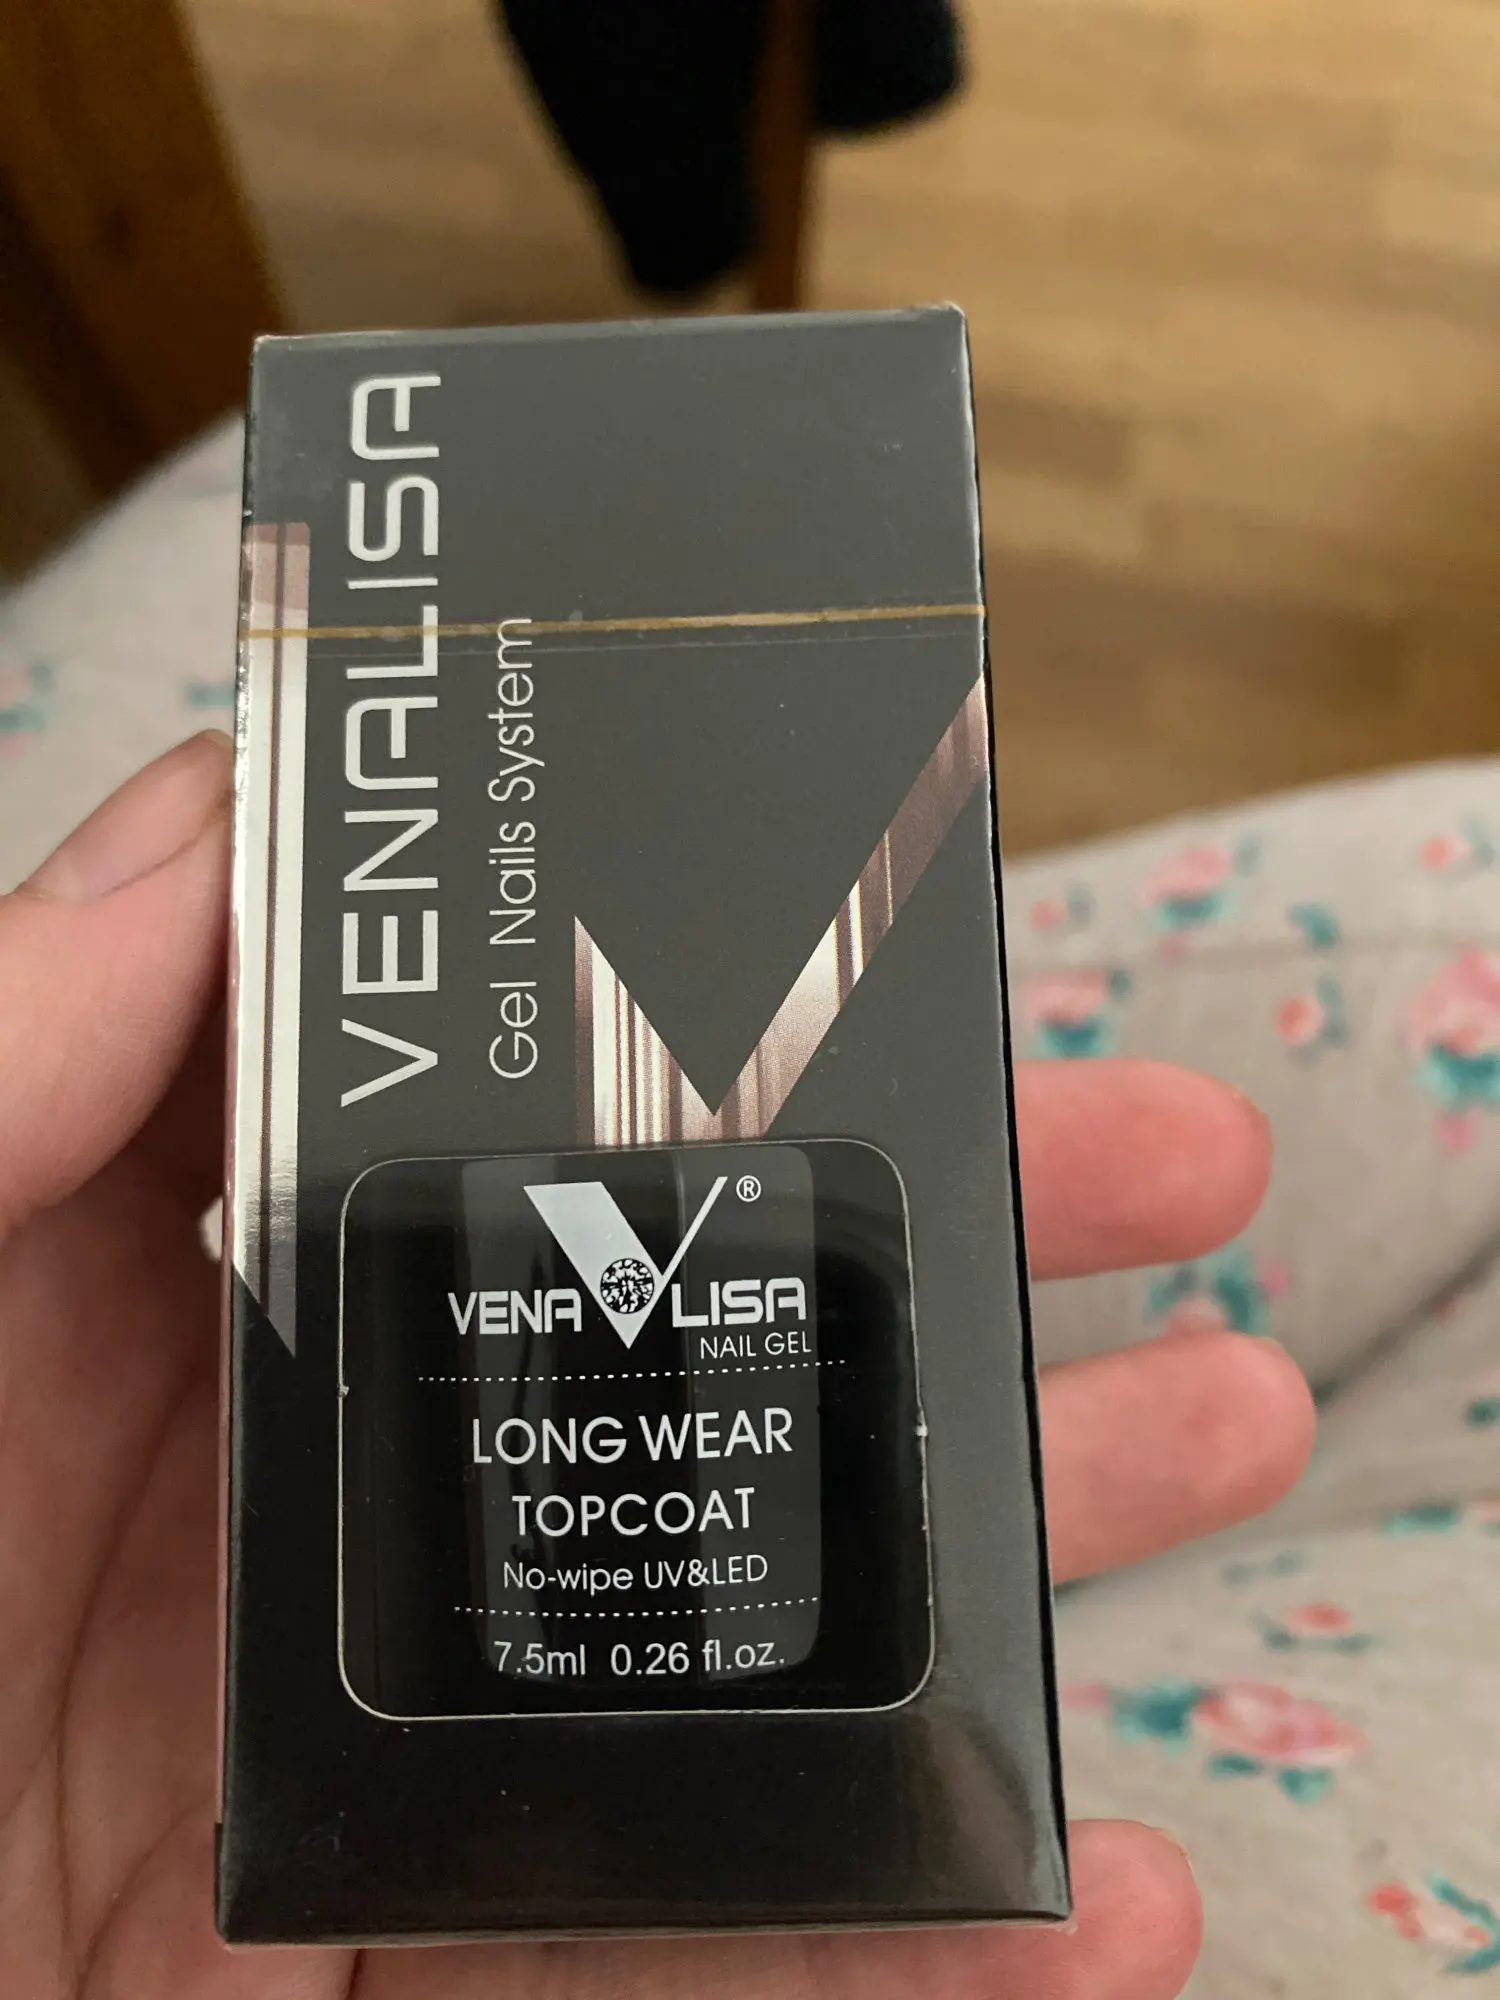 VENALISA
Gel Nails System
®
VENA LISA
NAIL GEL
LONG WEAR
TOPCOAT
No-wipe UV&LED
7.5ml 0.26 fl.oz.